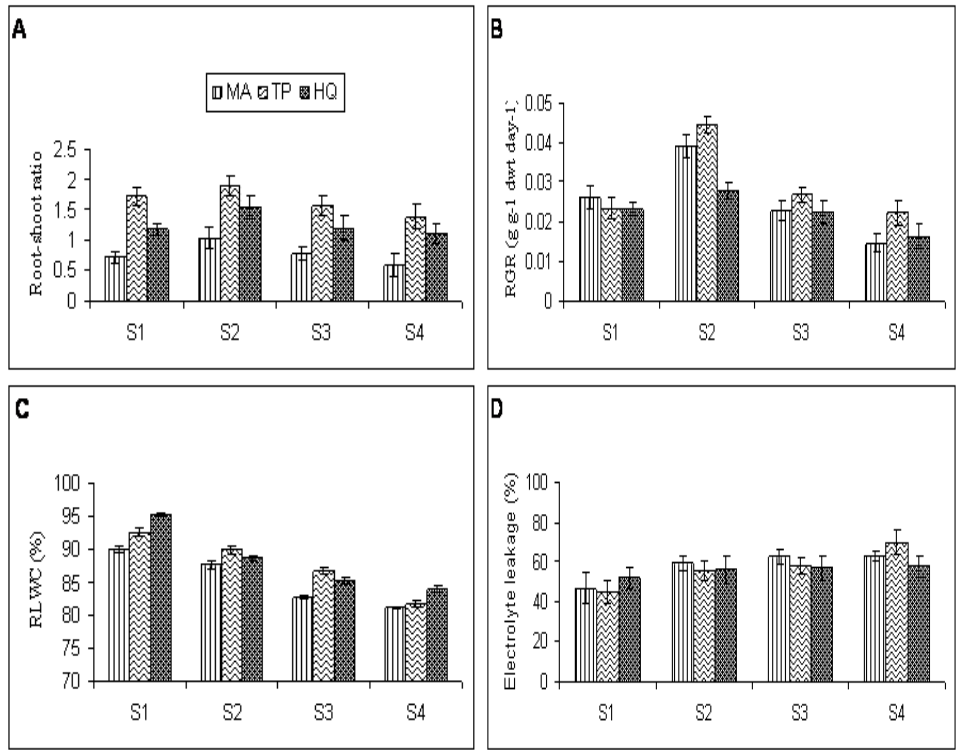 A
MA TP HQ
Root-shoot ratio
2.5
2
1.5
1
0.5
0
S1 S2 S3 S4
B
RGR (g g-1 dwt day-1)
0.05
0.04
0.03
0.02
0.01
0
S1 S2 S3 S4
C
RLWC (%)
100
95
90
85
80
75
70
S1 S2 S3 S4
D
Electrolyte leakage (%)
100
80
60
40
20
0
S1 S2 S3 S4